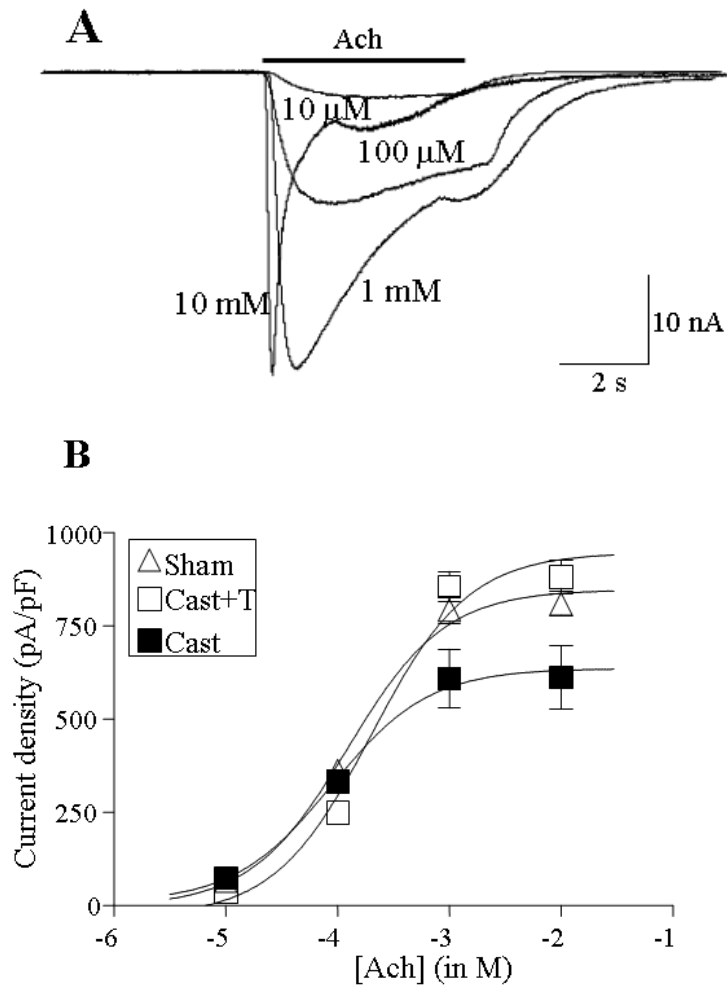 A
Ach
10 μM
100 μM
10 mM
1 mM
10 nA
2 s
B
1000
750
500
250
0
Sham
Cast+T
Cast
Current density (pA/pF)
-6 -5 -4 -3 -2 -1
[Ach] (in M)